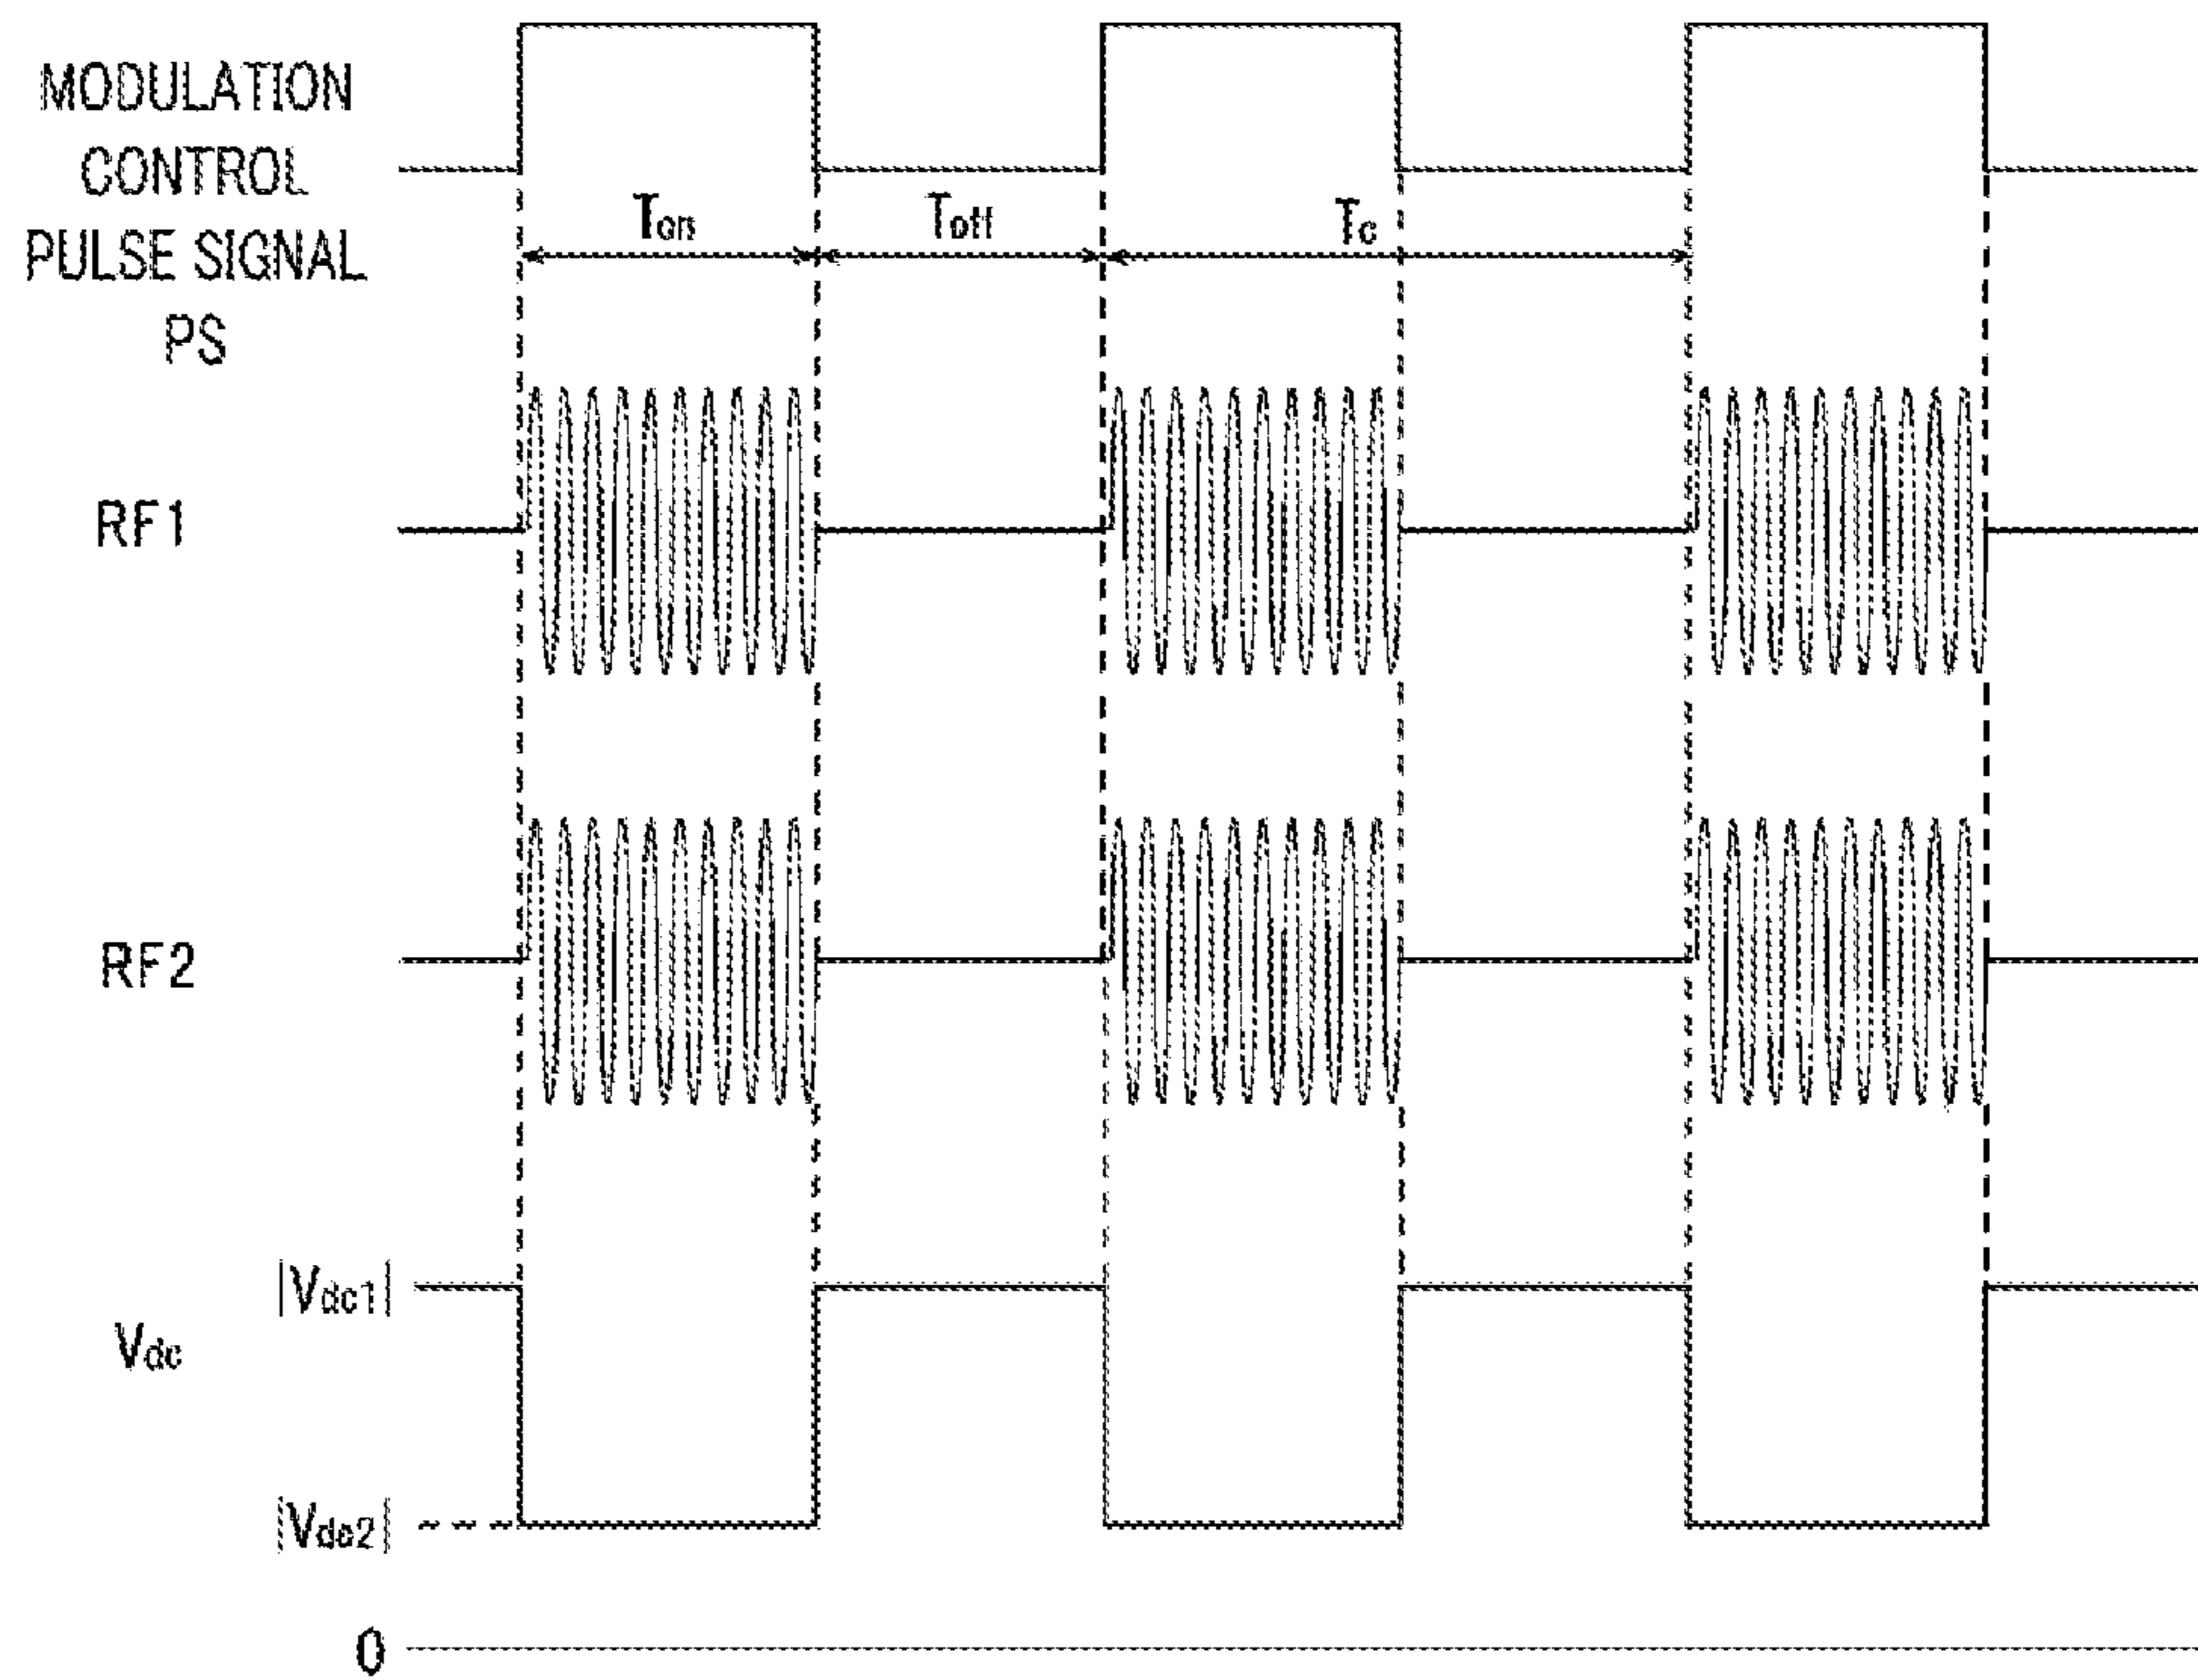 MODULATION
CONTROL
PULSE SIGNAL
PS
Ton
Toff
Tc
RF1
RF2
|Vdc1|
Vdc
|Vdc2|
0